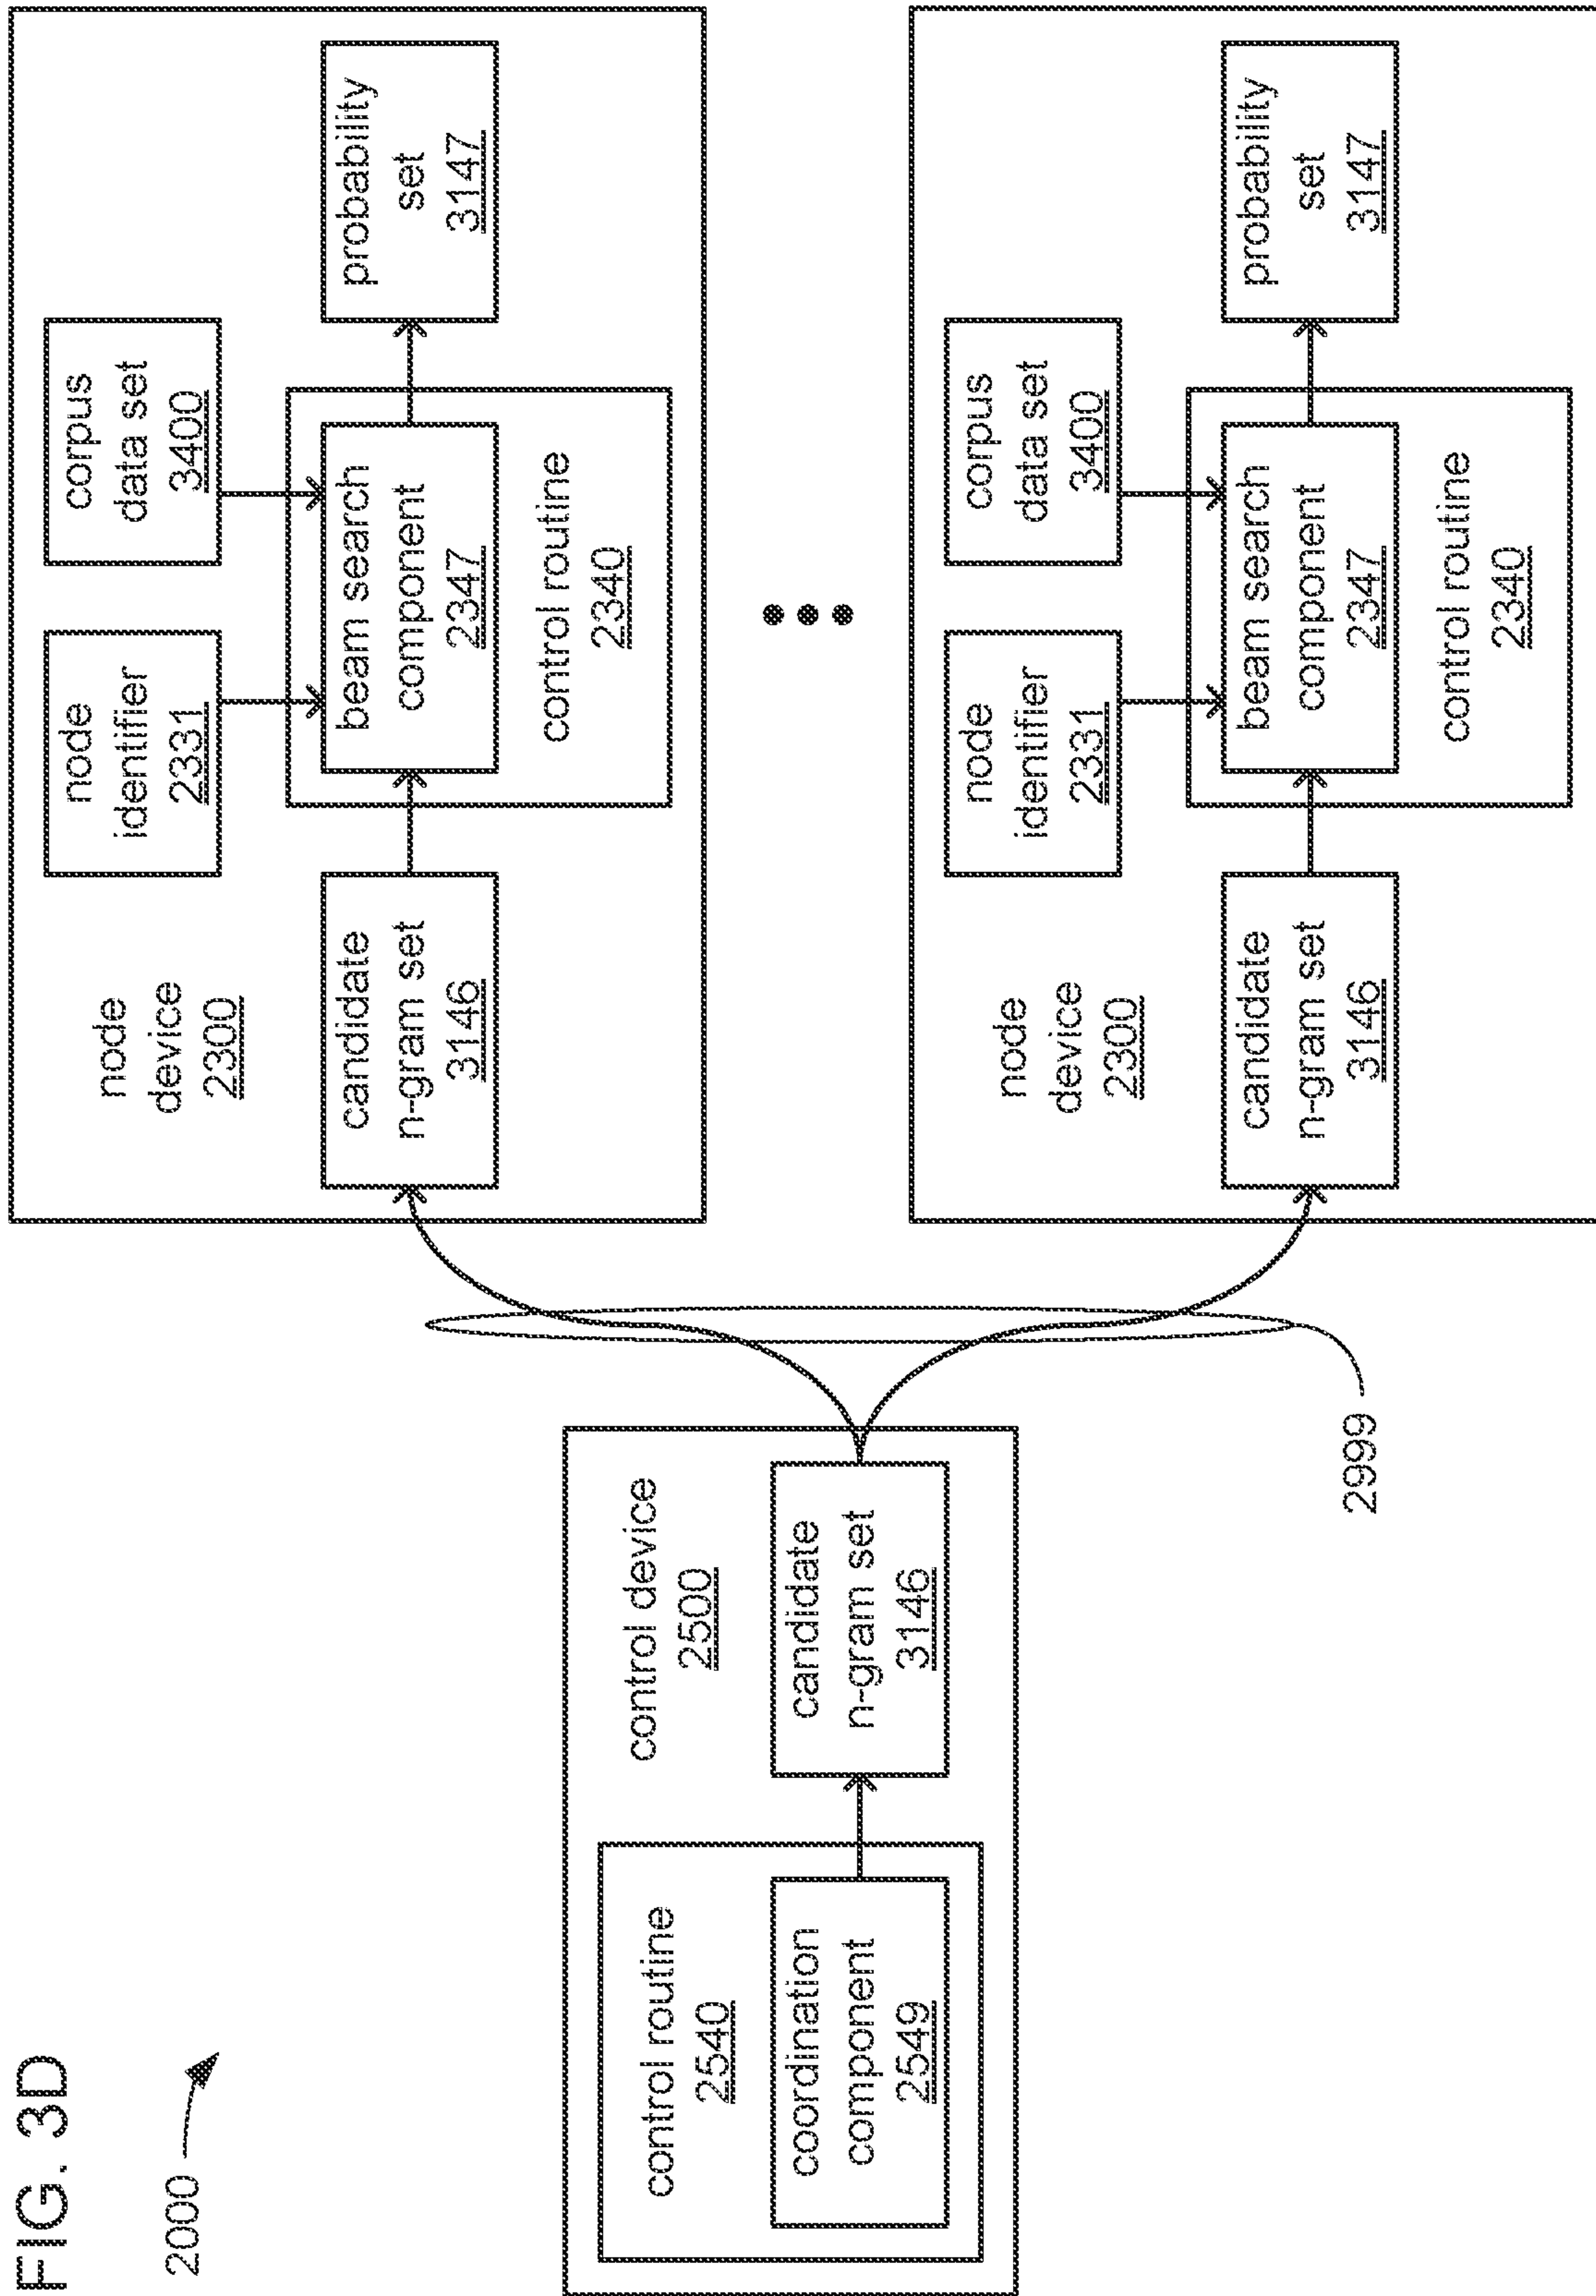 FIG. 3D
2000
control routine
2540
coordination
component
2549
control device
2500
candidate
n-gram set
3146
2999
node
device
2300
candidate
n-gram set
3146
node
identifier
2331
corpus
data set
3400
beam search
component
2347
control routine
2340
probability
set
3147
node
device
2300
candidate
n-gram set
3146
node
identifier
2331
corpus
data set
3400
beam search
component
2347
control routine
2340
probability
set
3147